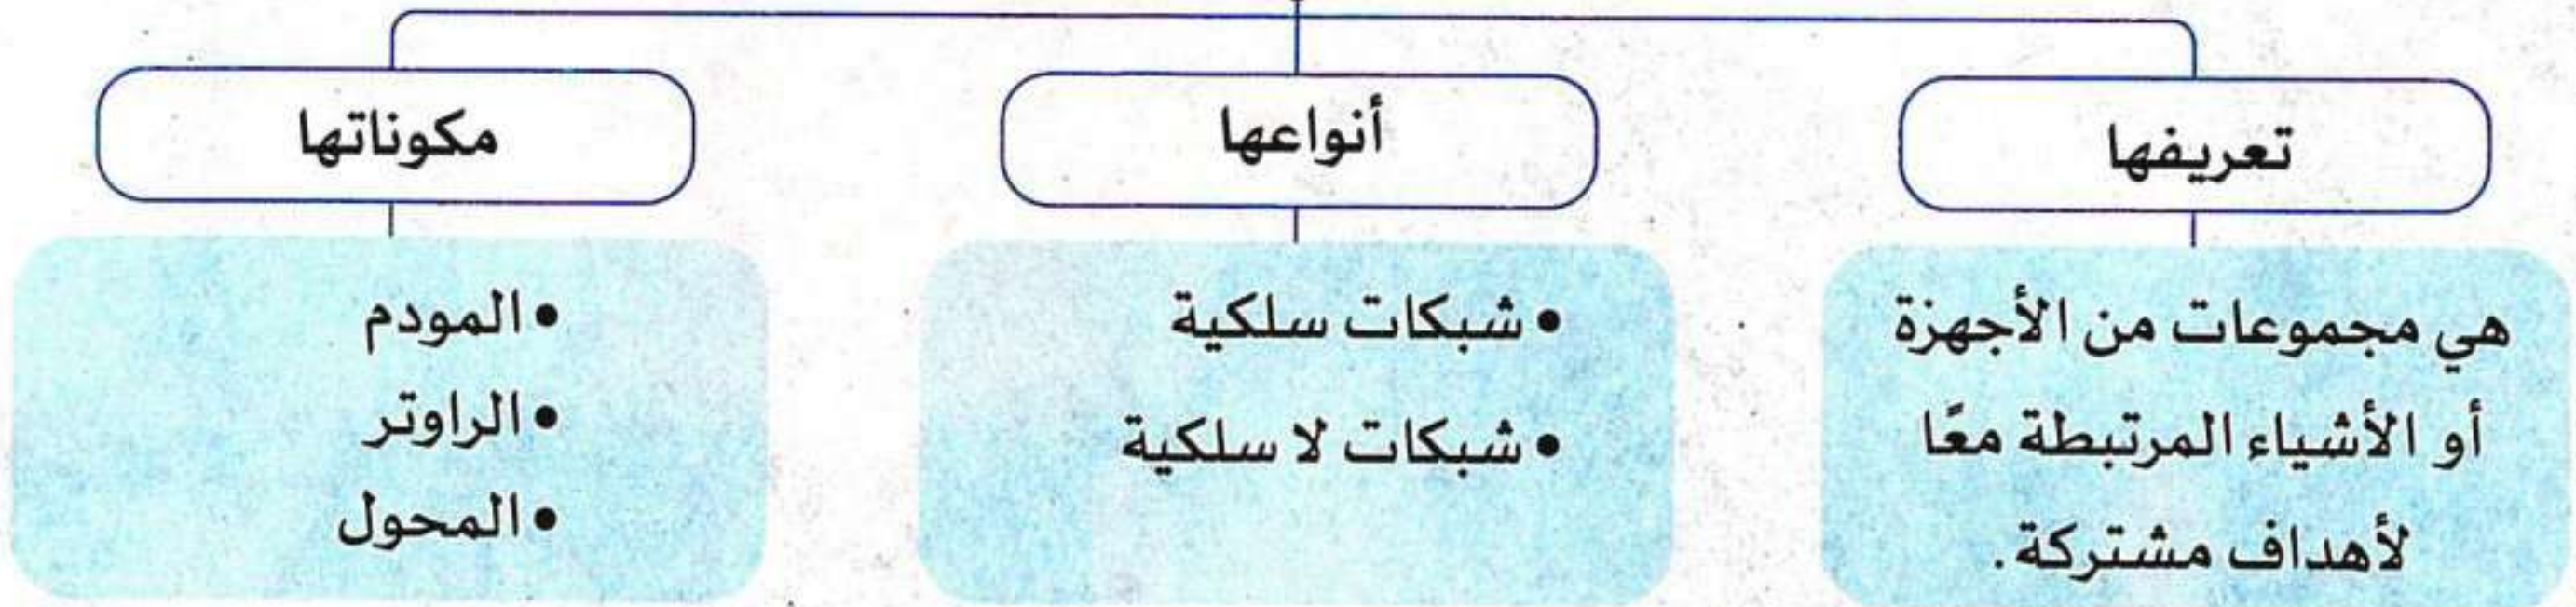 تعريفها
هي مجموعات من الأجهزة
أو الأشياء المرتبطة معًا
لأهداف مشتركة.
أنواعها
• شبكات سلكية
• شبكات لا سلكية
مكوناتها
• المودم
• الراوتر
• المحول